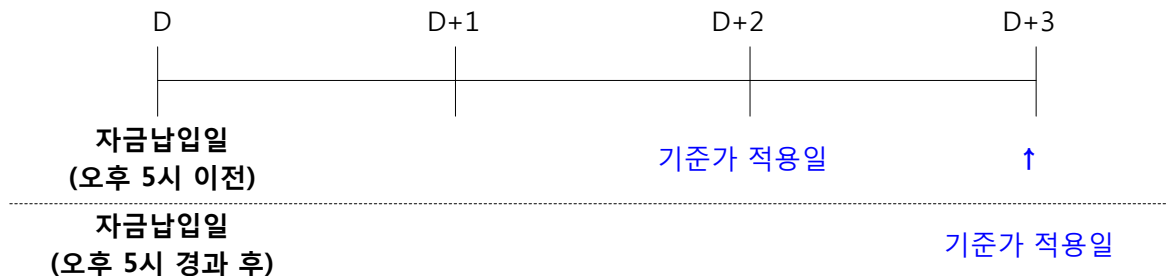 D D+1 D+2 D+3
자금납입일
(오후 5시 이전)
기준가 적용일 ↑
자금납입일
(오후 5시 경과 후)
기준가 적용일